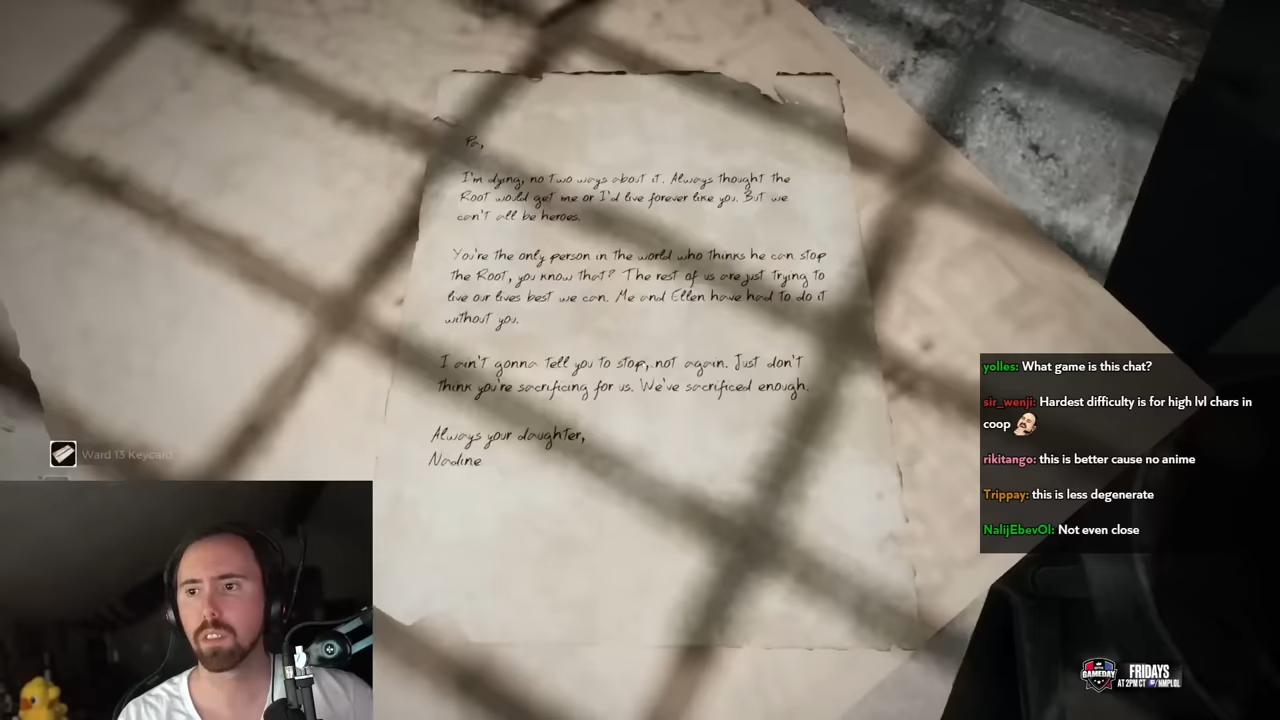 Pa,
I'm dying, no two ways about it. Always thought the
Root would get me or I'd live forever like you. But we
can't all be heroes.
You're the only person in the world who thinks he can stop
the Root, you know that? The rest of us are just trying to
live our lives best we can. Me and Ellen have had to do it
without you.
I ain't gonna tell you to stop, not again. Just don't
think you're sacrificing for us. We've sacrificed enough.
Always your daughter,
Nadine
Ward 13 Keycard
yolles: What game is this chat?
sir_wenji: Hardest difficulty is for high lvl chars in
coop
rikitango: this is better cause no anime
Trippay: this is less degenerate
NalijEbevOl: Not even close
GAMEDAY
FRIDAYS
AT 2PM CT /NMPLOL